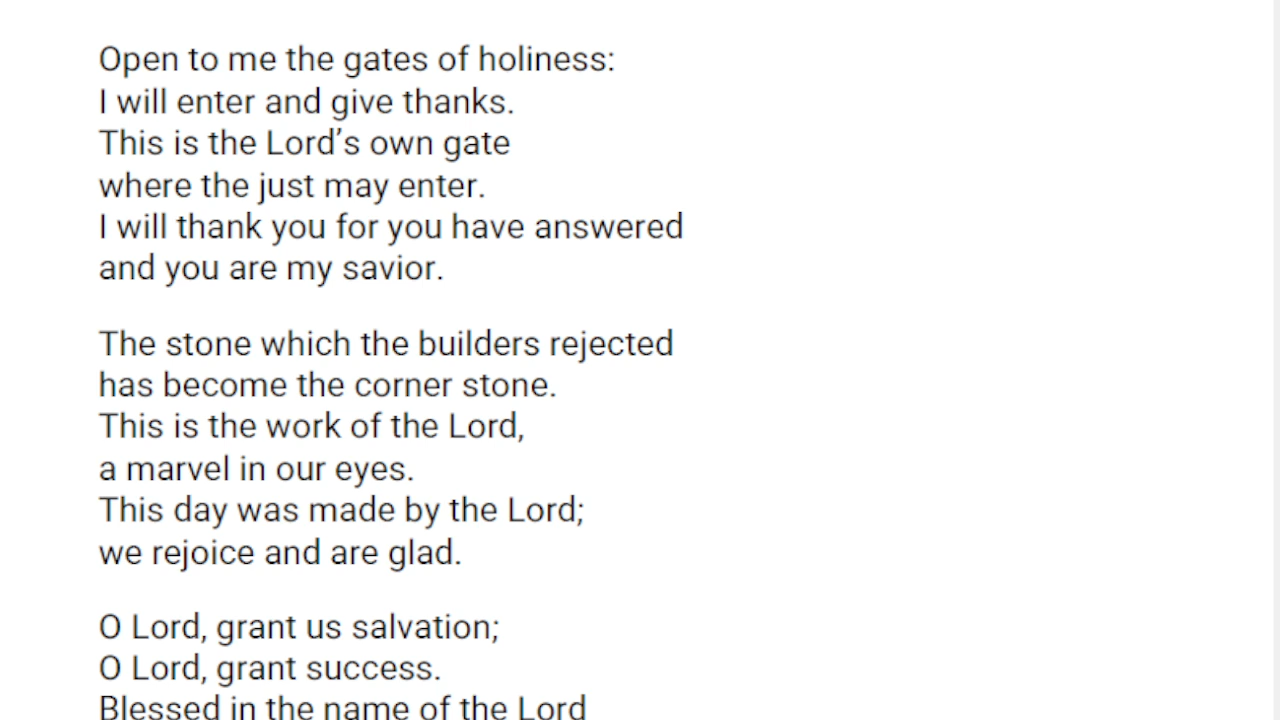 Open to me the gates of holiness:
I will enter and give thanks.
This is the Lord’s own gate
where the just may enter.
I will thank you for you have answered
and you are my savior.
The stone which the builders rejected
has become the corner stone.
This is the work of the Lord,
a marvel in our eyes.
This day was made by the Lord;
we rejoice and are glad.
O Lord, grant us salvation;
O Lord, grant success.
Blessed in the name of the Lord